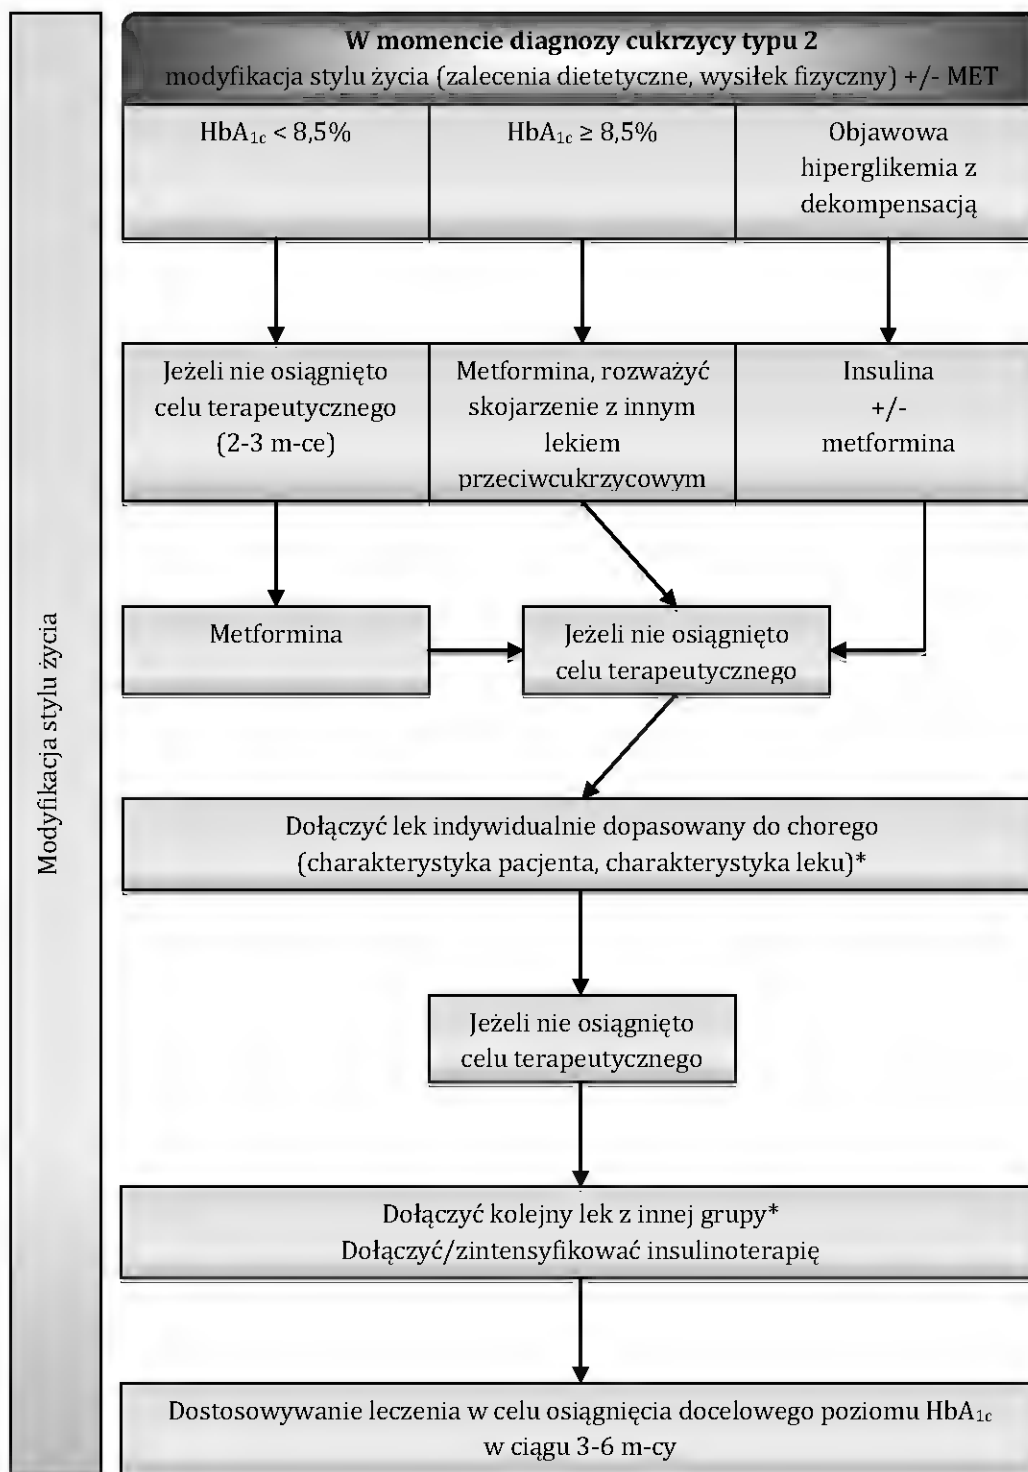 W momencie diagnozy cukrzycy typu 2
modyfikacja stylu życia (zalecenia dietetyczne, wysiłek fizyczny) +/- MET
HbA1c < 8,5%
HbA1c ≥ 8,5%
Objawowa
hiperglikemia z
dekompensacją
Jeżeli nie osiągnięto
celu terapeutycznego
(2-3 m-ce)
Metformina, rozważyć
skojarzenie z innym
lekiem
przeciwcukrzycowym
Insulina
+/-
metformina
Metformina
Jeżeli nie osiągnięto
celu terapeutycznego
Dołączyć lek indywidualnie dopasowany do chorego
(charakterystyka pacjenta, charakterystyka leku)*
Jeżeli nie osiągnięto
celu terapeutycznego
Dołączyć kolejny lek z innej grupy*
Dołączyć/zintensyfikować insulinoterapię
Dostosowywanie leczenia w celu osiągnięcia docelowego poziomu HbA1c
w ciągu 3-6 m-cy
Modyfikacja stylu życia